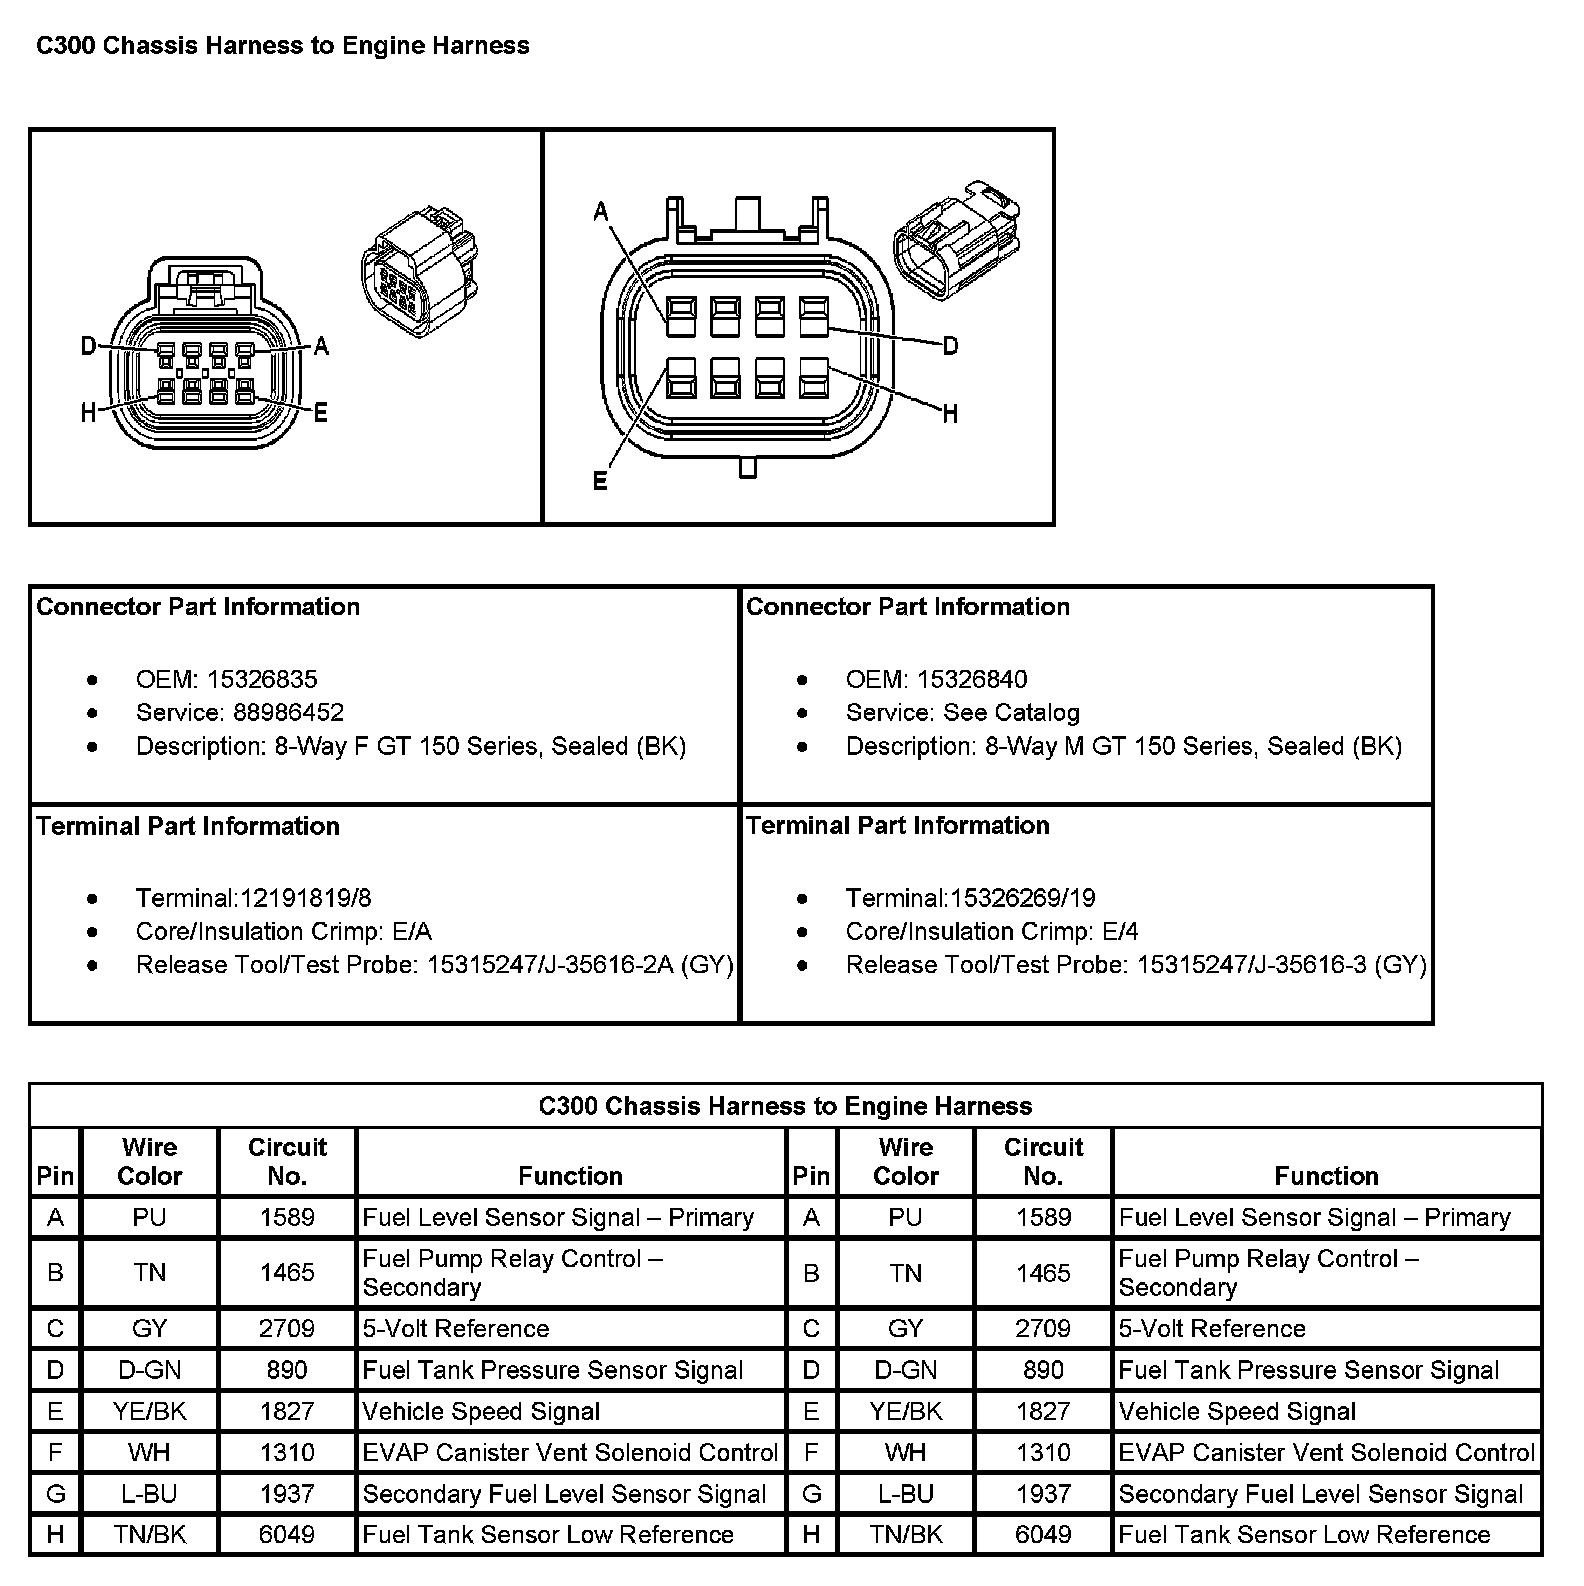 C300 Chassis Harness to Engine Harness
D
A
H
E
A
D
H
E
Connector Part Information
• OEM: 15326835
• Service: 88986452
• Description: 8-Way F GT 150 Series, Sealed (BK)
Connector Part Information
• OEM: 15326840
• Service: See Catalog
• Description: 8-Way M GT 150 Series, Sealed (BK)
Terminal Part Information
• Terminal:12191819/8
• Core/Insulation Crimp: E/A
• Release Tool/Test Probe: 15315247/J-35616-2A (GY)
Terminal Part Information
• Terminal:15326269/19
• Core/Insulation Crimp: E/4
• Release Tool/Test Probe: 15315247/J-35616-3 (GY)
C300 Chassis Harness to Engine Harness
Pin Wire Color Circuit No. Function Pin Wire Color Circuit No. Function
A PU 1589 Fuel Level Sensor Signal – Primary A PU 1589 Fuel Level Sensor Signal – Primary
B TN 1465 Fuel Pump Relay Control – Secondary B TN 1465 Fuel Pump Relay Control – Secondary
C GY 2709 5-Volt Reference C GY 2709 5-Volt Reference
D D-GN 890 Fuel Tank Pressure Sensor Signal D D-GN 890 Fuel Tank Pressure Sensor Signal
E YE/BK 1827 Vehicle Speed Signal E YE/BK 1827 Vehicle Speed Signal
F WH 1310 EVAP Canister Vent Solenoid Control F WH 1310 EVAP Canister Vent Solenoid Control
G L-BU 1937 Secondary Fuel Level Sensor Signal G L-BU 1937 Secondary Fuel Level Sensor Signal
H TN/BK 6049 Fuel Tank Sensor Low Reference H TN/BK 6049 Fuel Tank Sensor Low Reference